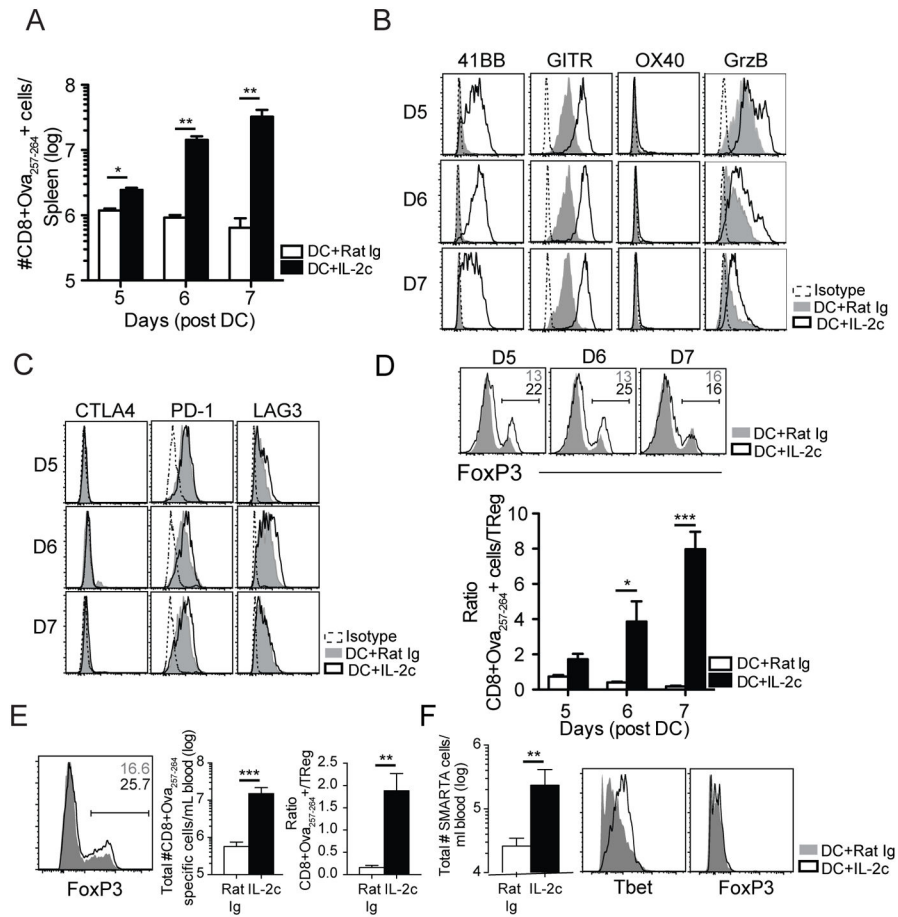 A
#CD8+Ova257-264+ cells/
Spleen (log)
8
7
6
5
*
**
**
5 6 7
Days (post DC)
DC+Rat Ig
DC+IL-2c
B
41BB GITR OX40 GrzB
D5
D6
D7
Isotype
DC+Rat Ig
DC+IL-2c
C
CTLA4 PD-1 LAG3
D5
D6
D7
Isotype
DC+Rat Ig
DC+IL-2c
D
D5 D6 D7
13
22
13
25
16
16
DC+Rat Ig
DC+IL-2c
FoxP3
Ratio
CD8+Ova257-264+ cells/TReg
10
8
6
4
2
0
*
***
5 6 7
Days (post DC)
DC+Rat Ig
DC+IL-2c
E
16.6
25.7
FoxP3
Total #CD8+Ova257-264
specific cells/mL blood (log)
8
7
6
5
***
Rat IL-2c
Ig
Ratio
CD8+Ova257-264+/TReg
2.5
2.0
1.5
1.0
0.5
0.0
**
Rat IL-2c
Ig
F
Total # SMARTA cells/
ml blood (log)
6
5
4
**
Rat IL-2c
Ig
Tbet
FoxP3
DC+Rat Ig
DC+IL-2c